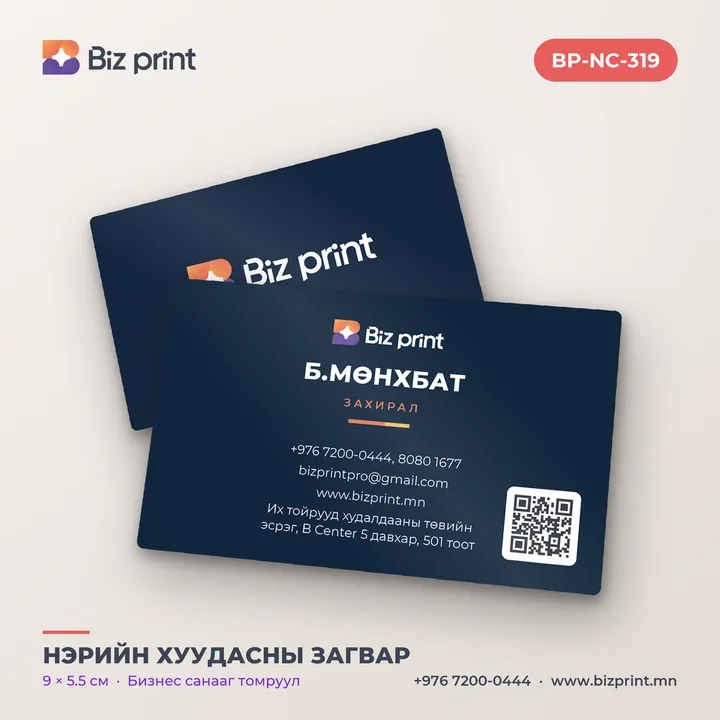 Biz print
BP-NC-319
Biz print
Biz print
Б.МӨНХБАТ
ЗАХИРАЛ
+976 7200-0444, 8080 1677
bizprintpro@gmail.com
www.bizprint.mn
Их тойрууд худалдааны төвийн
эсрэг, B Center 5 давхар, 501 тоот
НЭРИЙН ХУУДАСНЫ ЗАГВАР
9 × 5.5 см · Бизнес санааг томруул
+976 7200-0444 · www.bizprint.mn